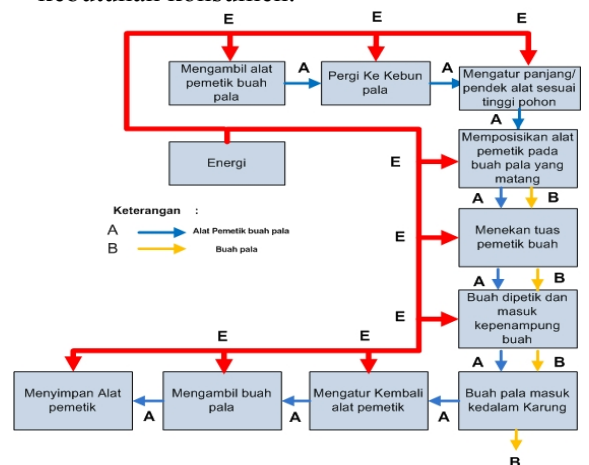 E
E
E
Mengambil alat
pemetik buah
pala
A
Pergi Ke Kebun
pala
A
Mengatur panjang/
pendek alat sesuai
tinggi pohon
A
Energi
E
Memposisikan alat
pemetik pada
buah pala yang
matang
A
B
Keterangan :
A Alat Pemetik buah pala
B Buah pala
E
Menekan tuas
pemetik buah
A
B
E
Buah dipetik dan
masuk
kepenampung
buah
A
B
E
E
E
Menyimpan Alat
pemetik
A
Mengambil buah
pala
A
Mengatur Kembali
alat pemetik
A
Buah pala masuk
kedalam Karung
B